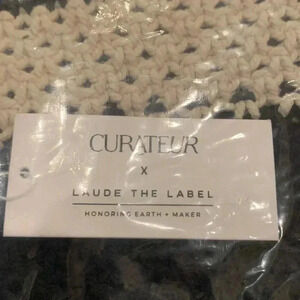 CURATEUR
X
LAUDE THE LABEL
HONORING EARTH + MAKER